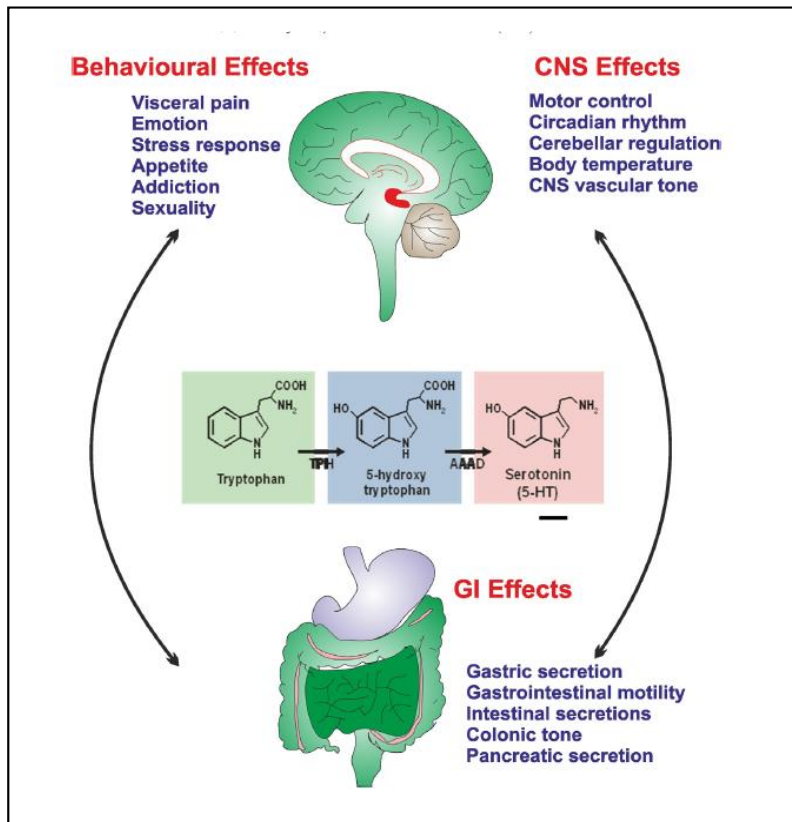 Behavioural Effects
Visceral pain
Emotion
Stress response
Appetite
Addiction
Sexuality
CNS Effects
Motor control
Circadian rhythm
Cerebellar regulation
Body temperature
CNS vascular tone
COOH
NH2
N
H
Tryptophan
TPH
HO
COOH
NH2
N
H
5-hydroxy
tryptophan
AAAD
HO
NH2
N
H
Serotonin
(5-HT)
GI Effects
Gastric secretion
Gastrointestinal motility
Intestinal secretions
Colonic tone
Pancreatic secretion